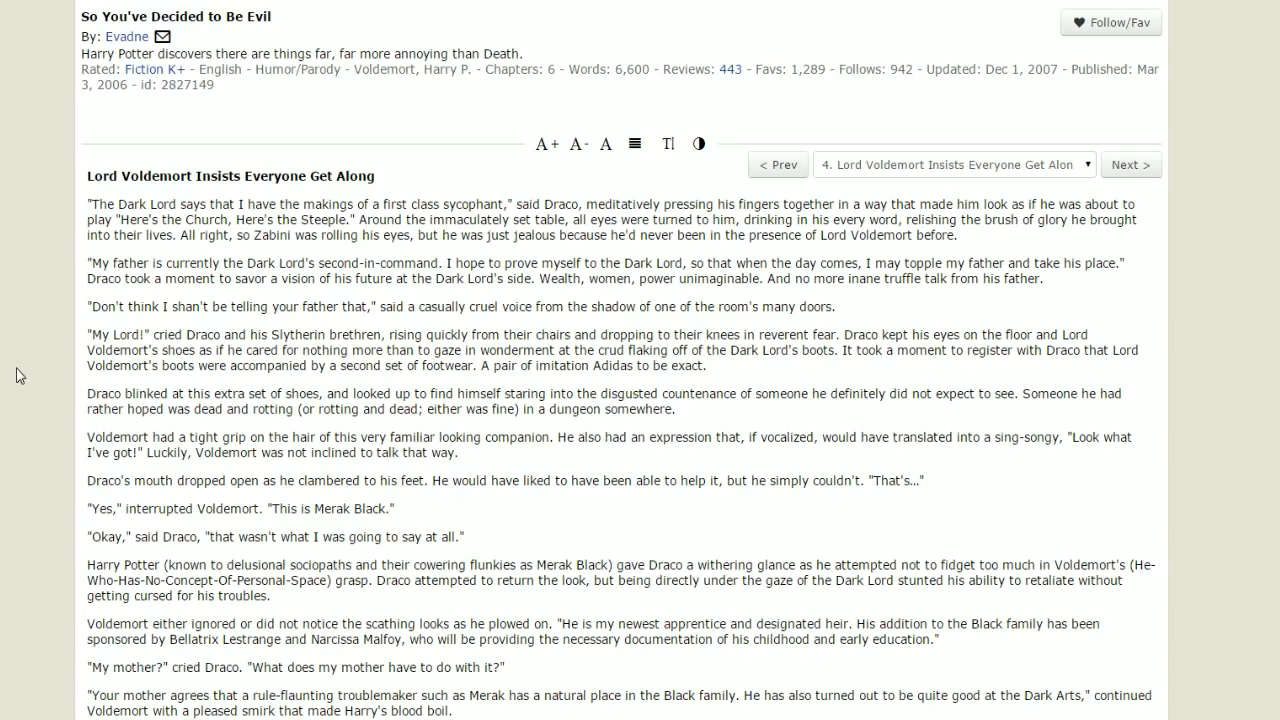 So You've Decided to Be Evil
Follow/Fav
By: Evadne
Harry Potter discovers there are things far, far more annoying than Death.
Rated: Fiction K+ - English - Humor/Parody - Voldemort, Harry P. - Chapters: 6 - Words: 6,600 - Reviews: 443 - Favs: 1,289 - Follows: 942 - Updated: Dec 1, 2007 - Published: Mar
3, 2006 - id: 2827149
A+ A- A T|
< Prev 4. Lord Voldemort Insists Everyone Get Alon Next >
Lord Voldemort Insists Everyone Get Along
"The Dark Lord says that I have the makings of a first class sycophant," said Draco, meditatively pressing his fingers together in a way that made him look as if he was about to
play "Here's the Church, Here's the Steeple." Around the immaculately set table, all eyes were turned to him, drinking in his every word, relishing the brush of glory he brought
into their lives. All right, so Zabini was rolling his eyes, but he was just jealous because he'd never been in the presence of Lord Voldemort before.
"My father is currently the Dark Lord's second-in-command. I hope to prove myself to the Dark Lord, so that when the day comes, I may topple my father and take his place."
Draco took a moment to savor a vision of his future at the Dark Lord's side. Wealth, women, power unimaginable. And no more inane truffle talk from his father.
"Don't think I shan't be telling your father that," said a casually cruel voice from the shadow of one of the room's many doors.
"My Lord!" cried Draco and his Slytherin brethren, rising quickly from their chairs and dropping to their knees in reverent fear. Draco kept his eyes on the floor and Lord
Voldemort's shoes as if he cared for nothing more than to gaze in wonderment at the crud flaking off of the Dark Lord's boots. It took a moment to register with Draco that Lord
Voldemort's boots were accompanied by a second set of footwear. A pair of imitation Adidas to be exact.
Draco blinked at this extra set of shoes, and looked up to find himself staring into the disgusted countenance of someone he definitely did not expect to see. Someone he had
rather hoped was dead and rotting (or rotting and dead; either was fine) in a dungeon somewhere.
Voldemort had a tight grip on the hair of this very familiar looking companion. He also had an expression that, if vocalized, would have translated into a sing-songy, "Look what
I've got!" Luckily, Voldemort was not inclined to talk that way.
Draco's mouth dropped open as he clambered to his feet. He would have liked to have been able to help it, but he simply couldn't. "That's..."
"Yes," interrupted Voldemort. "This is Merak Black."
"Okay," said Draco, "that wasn't what I was going to say at all."
Harry Potter (known to delusional sociopaths and their cowering flunkies as Merak Black) gave Draco a withering glance as he attempted not to fidget too much in Voldemort's (He-
Who-Has-No-Concept-Of-Personal-Space) grasp. Draco attempted to return the look, but being directly under the gaze of the Dark Lord stunted his ability to retaliate without
getting cursed for his troubles.
Voldemort either ignored or did not notice the scathing looks as he plowed on. "He is my newest apprentice and designated heir. His addition to the Black family has been
sponsored by Bellatrix Lestrange and Narcissa Malfoy, who will be providing the necessary documentation of his childhood and early education."
"My mother?" cried Draco. "What does my mother have to do with it?"
"Your mother agrees that a rule-flaunting troublemaker such as Merak has a natural place in the Black family. He has also turned out to be quite good at the Dark Arts," continued
Voldemort with a pleased smirk that made Harry's blood boil.